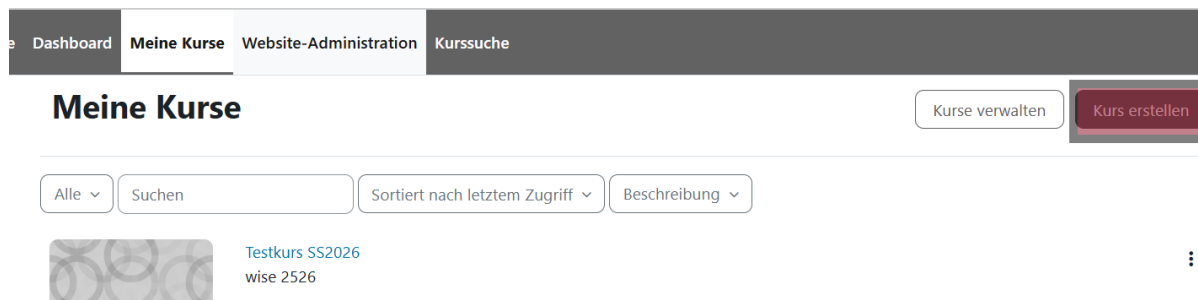 e Dashboard Meine Kurse Website-Administration Kurssuche
Meine Kurse
Kurse verwalten Kurs erstellen
Alle Suchen Sortiert nach letztem Zugriff Beschreibung
Testkurs SS2026
wise 2526